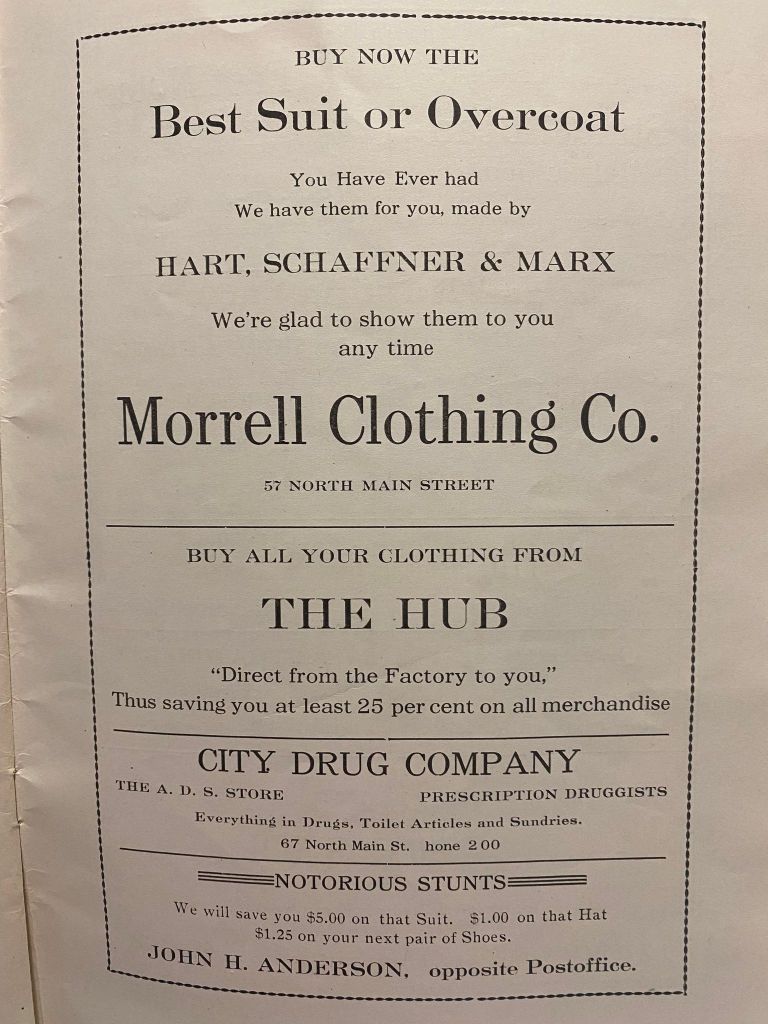 BUY NOW THE
Best Suit or Overcoat
You Have Ever had
We have them for you, made by
HART, SCHAFFNER & MARX
We're glad to show them to you
any time
Morrell Clothing Co.
57 NORTH MAIN STREET
BUY ALL YOUR CLOTHING FROM
THE HUB
“Direct from the Factory to you,”
Thus saving you at least 25 per cent on all merchandise
CITY DRUG COMPANY
THE A. D. S. STORE PRESCRIPTION DRUGGISTS
Everything in Drugs, Toilet Articles and Sundries.
67 North Main St. hone 200
NOTORIOUS STUNTS
We will save you $5.00 on that Suit. $1.00 on that Hat
$1.25 on your next pair of Shoes.
JOHN H. ANDERSON, opposite Postoffice.